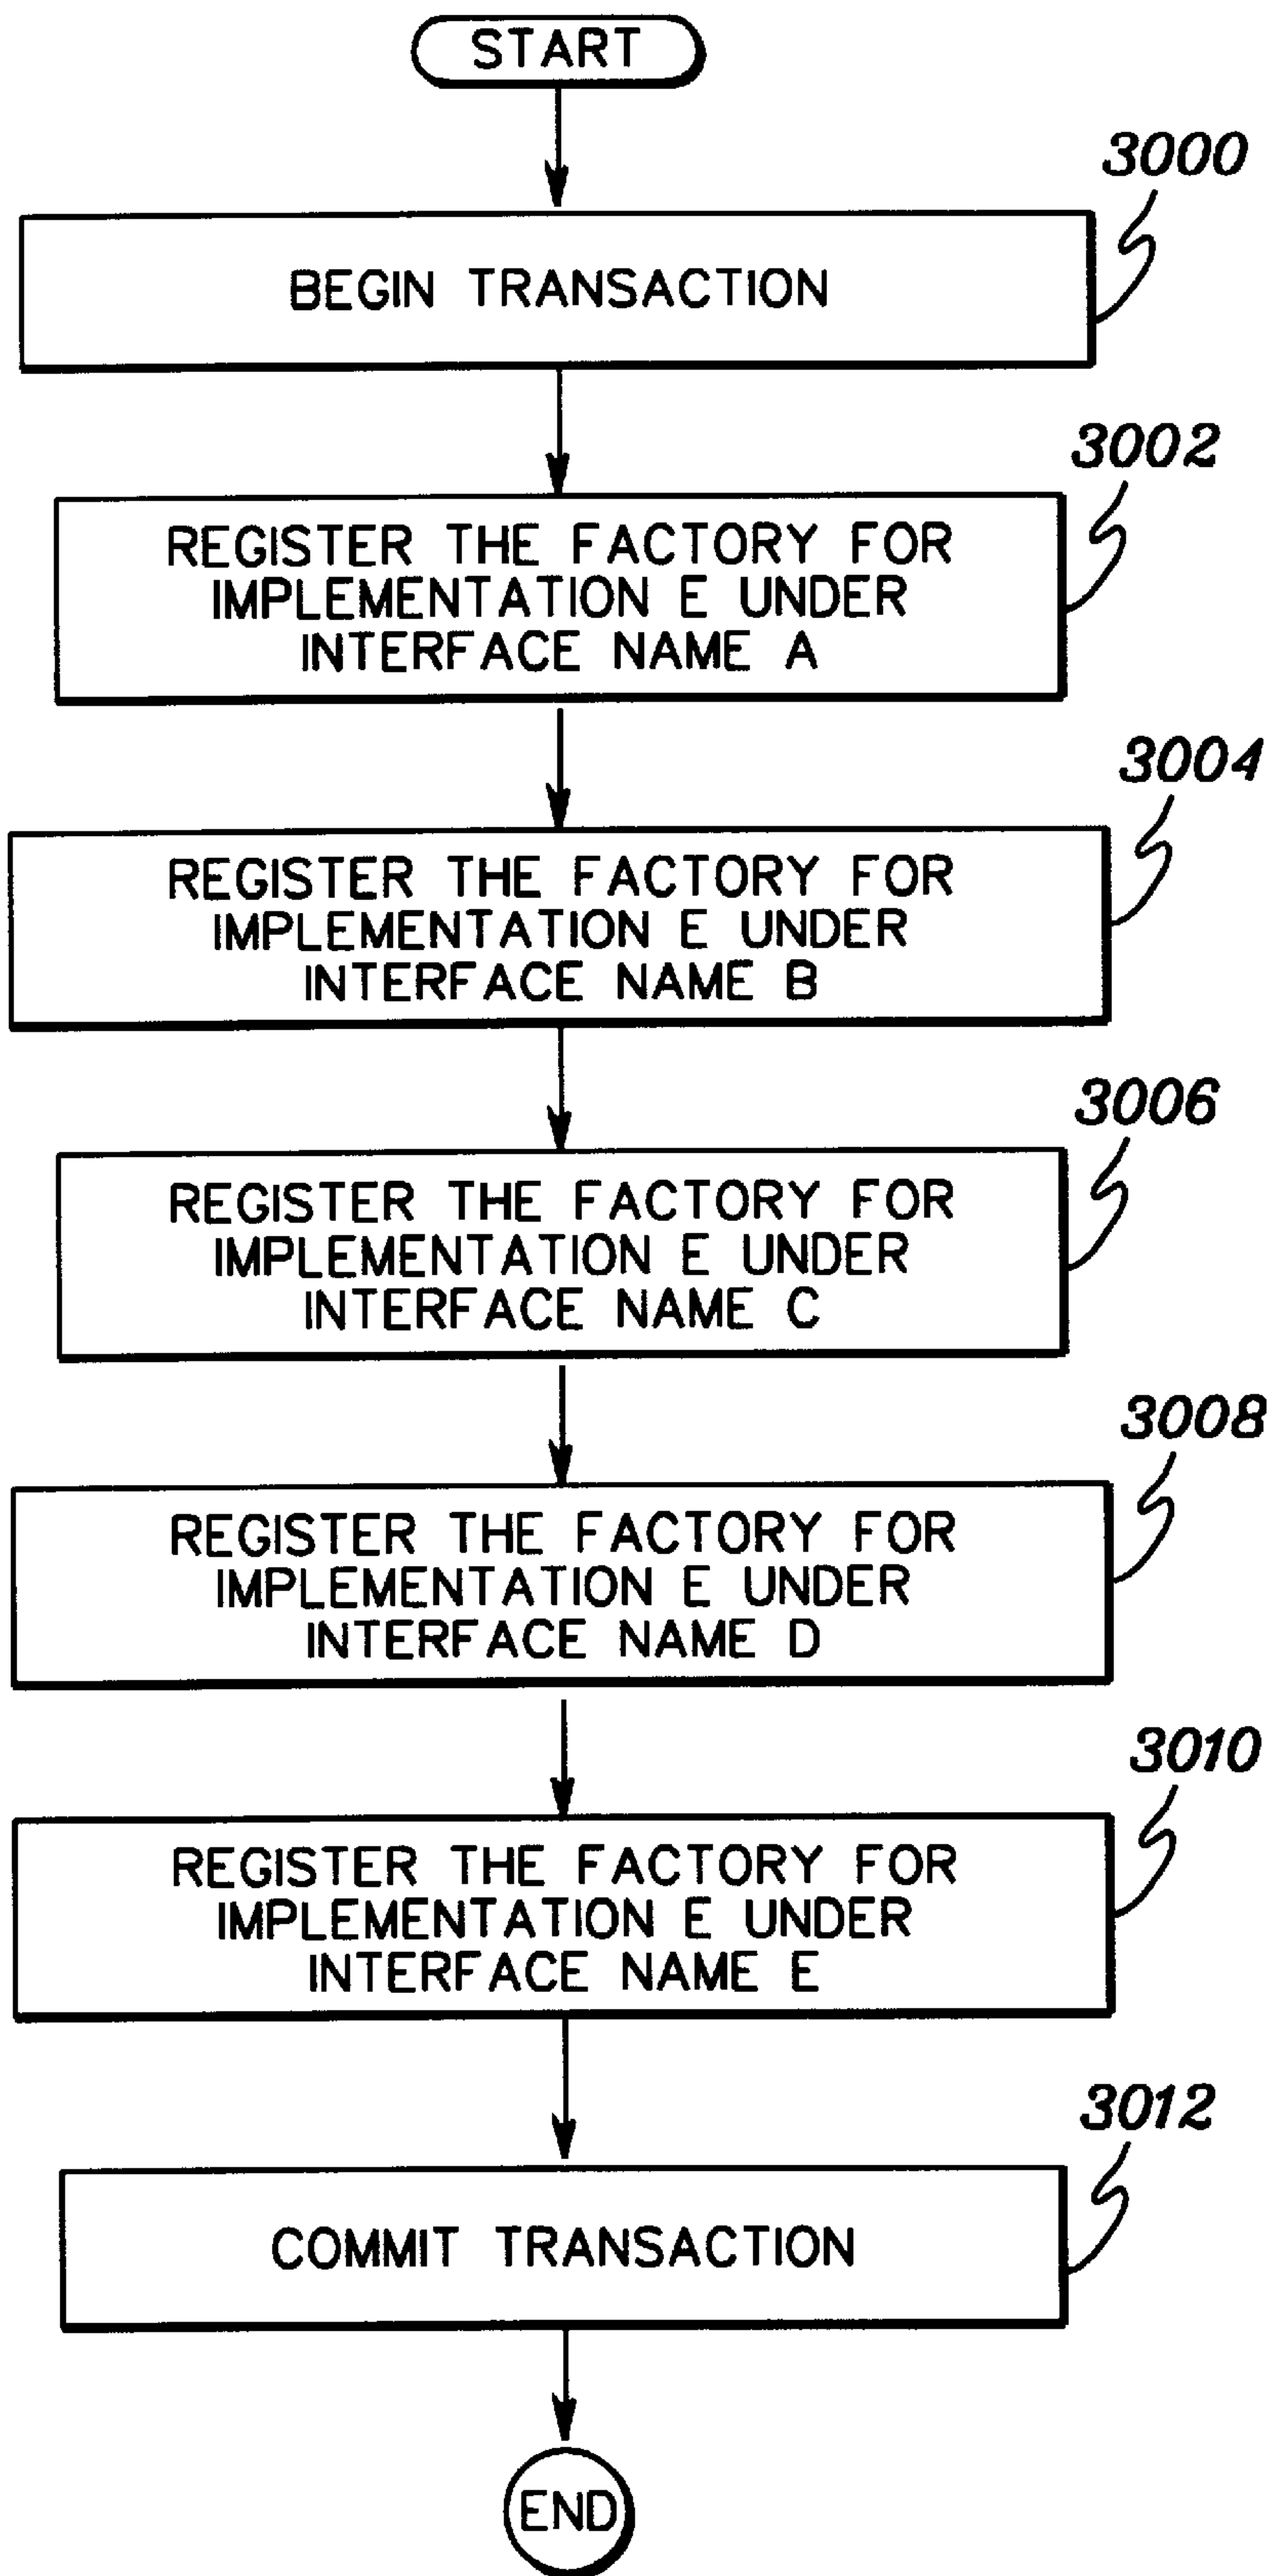 START
3000
BEGIN TRANSACTION
3002
REGISTER THE FACTORY FOR
IMPLEMENTATION E UNDER
INTERFACE NAME A
3004
REGISTER THE FACTORY FOR
IMPLEMENTATION E UNDER
INTERFACE NAME B
3006
REGISTER THE FACTORY FOR
IMPLEMENTATION E UNDER
INTERFACE NAME C
3008
REGISTER THE FACTORY FOR
IMPLEMENTATION E UNDER
INTERFACE NAME D
3010
REGISTER THE FACTORY FOR
IMPLEMENTATION E UNDER
INTERFACE NAME E
3012
COMMIT TRANSACTION
END